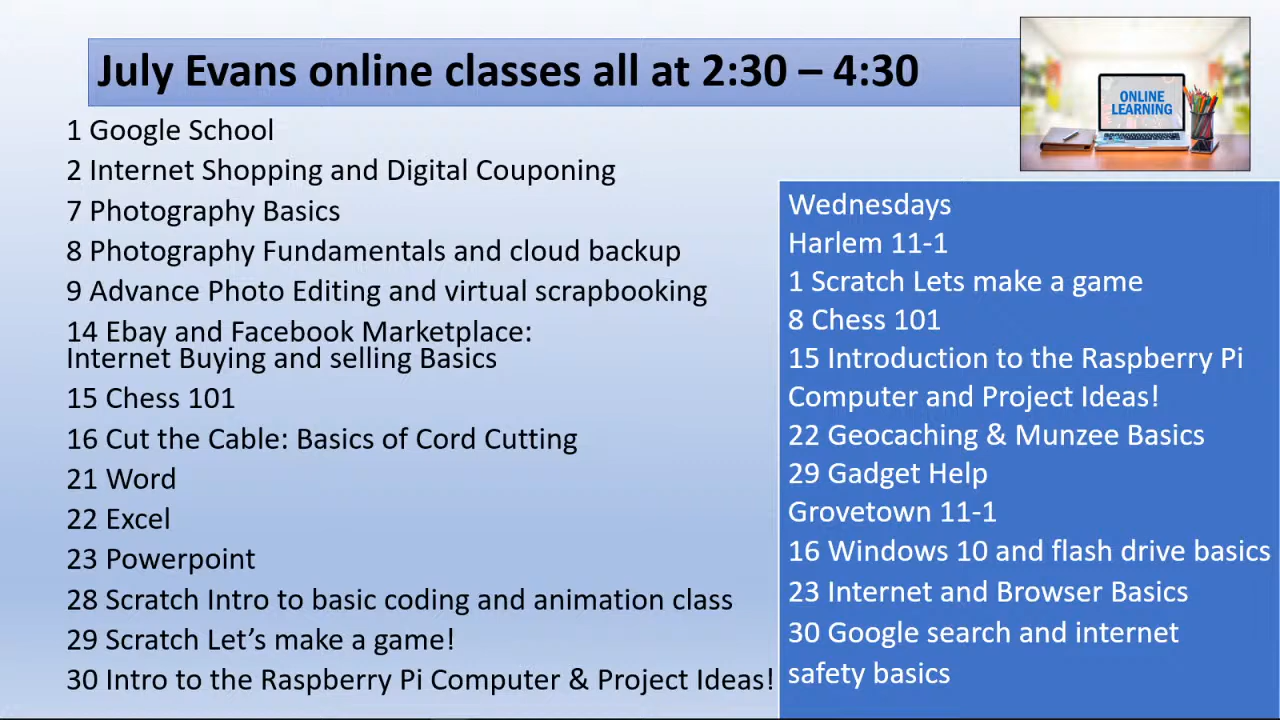 July Evans online classes all at 2:30 – 4:30
ONLINE
LEARNING
1 Google School
2 Internet Shopping and Digital Couponing
7 Photography Basics
8 Photography Fundamentals and cloud backup
9 Advance Photo Editing and virtual scrapbooking
14 Ebay and Facebook Marketplace:
Internet Buying and selling Basics
15 Chess 101
16 Cut the Cable: Basics of Cord Cutting
21 Word
22 Excel
23 Powerpoint
28 Scratch Intro to basic coding and animation class
29 Scratch Let’s make a game!
30 Intro to the Raspberry Pi Computer & Project Ideas!
Wednesdays
Harlem 11-1
1 Scratch Lets make a game
8 Chess 101
15 Introduction to the Raspberry Pi
Computer and Project Ideas!
22 Geocaching & Munzee Basics
29 Gadget Help
Grovetown 11-1
16 Windows 10 and flash drive basics
23 Internet and Browser Basics
30 Google search and internet
safety basics